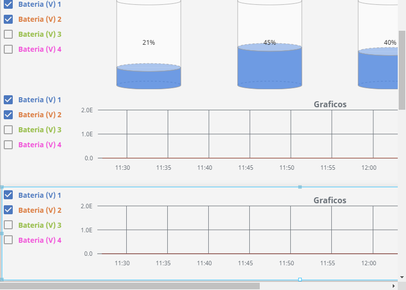 Bateria (V) 1
Bateria (V) 2
Bateria (V) 3
Bateria (V) 4
21%
45%
40%
Bateria (V) 1
Bateria (V) 2
Bateria (V) 3
Bateria (V) 4
Graficos
2.0E
1.0E
0.0
11:30 11:35 11:40 11:45 11:50 11:55 12:00
Bateria (V) 1
Bateria (V) 2
Bateria (V) 3
Bateria (V) 4
Graficos
2.0E
1.0E
0.0
11:30 11:35 11:40 11:45 11:50 11:55 12:00